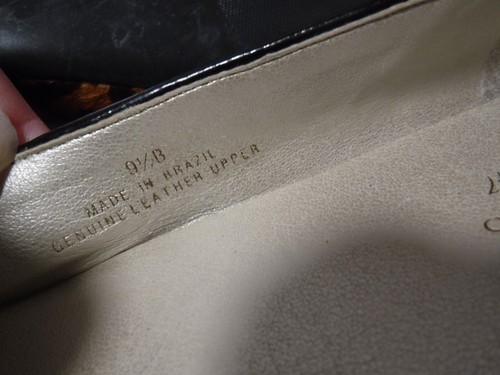 9½B
MADE IN BRAZIL
GENUINE LEATHER UPPER